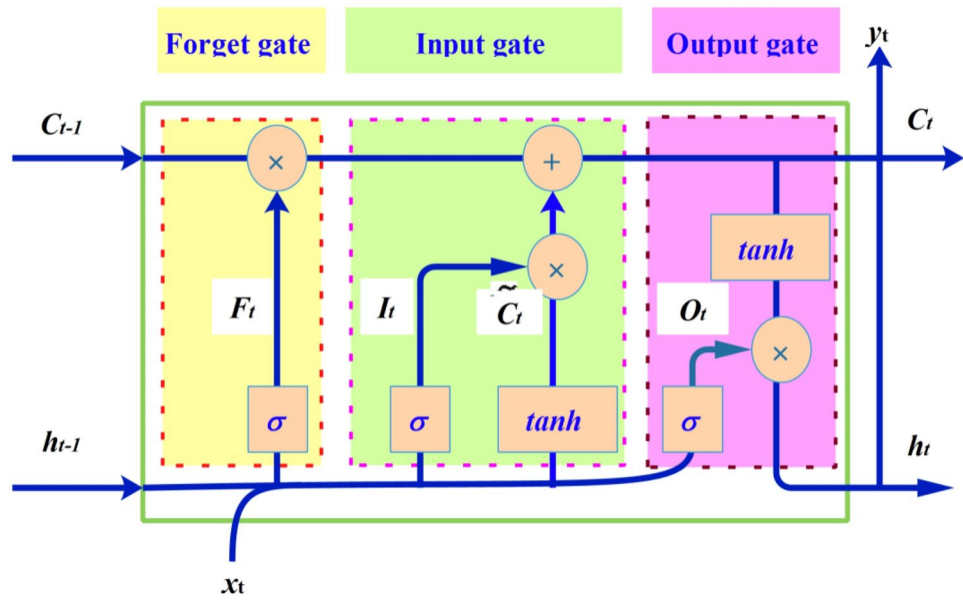 Forget gate
Input gate
Output gate
yt
Ct-1
Ct
×
+
tanh
×
Ft
It
C̃t
Ot
×
σ
σ
tanh
σ
ht-1
ht
xt